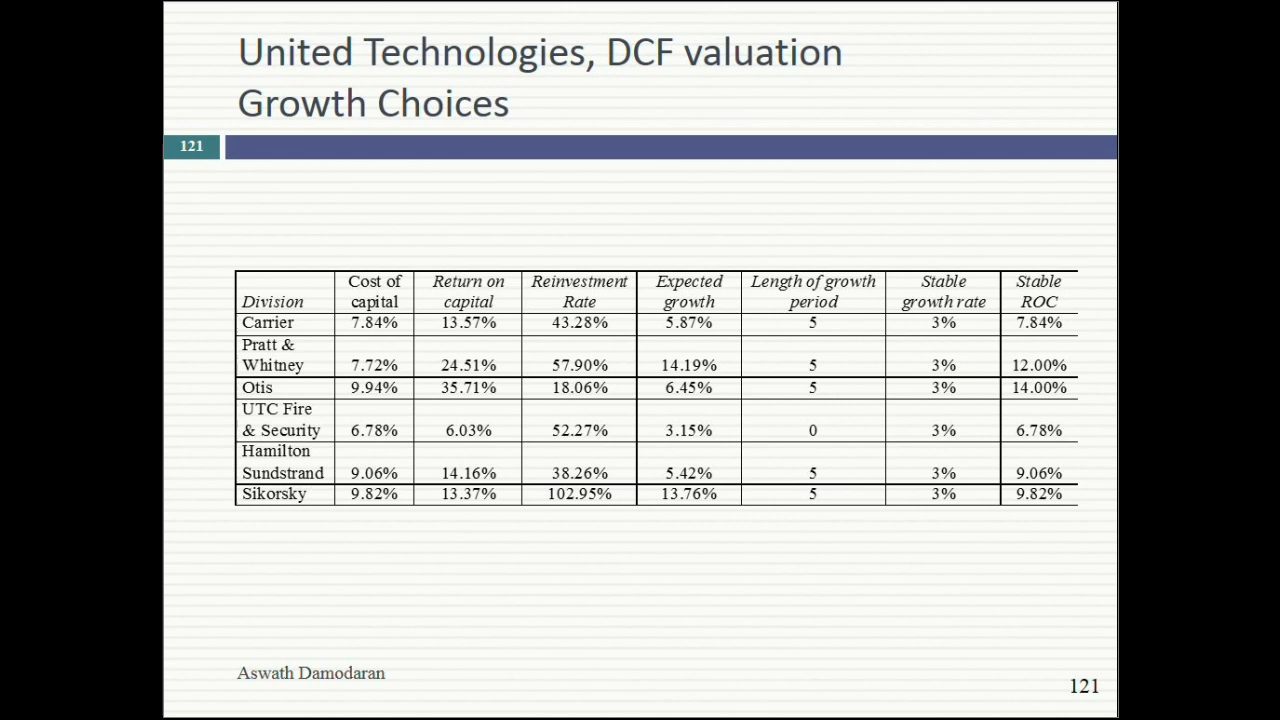 United Technologies, DCF valuation
Growth Choices
121
Division Cost of capital Return on capital Reinvestment Rate Expected growth Length of growth period Stable growth rate Stable ROC
Carrier 7.84% 13.57% 43.28% 5.87% 5 3% 7.84%
Pratt & Whitney 7.72% 24.51% 57.90% 14.19% 5 3% 12.00%
Otis 9.94% 35.71% 18.06% 6.45% 5 3% 14.00%
UTC Fire & Security 6.78% 6.03% 52.27% 3.15% 0 3% 6.78%
Hamilton Sundstrand 9.06% 14.16% 38.26% 5.42% 5 3% 9.06%
Sikorsky 9.82% 13.37% 102.95% 13.76% 5 3% 9.82%
Aswath Damodaran
121